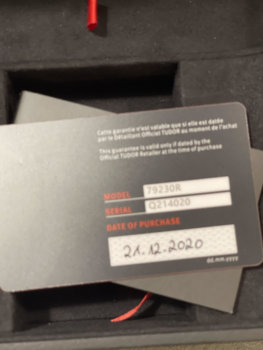 Cette garantie n'est valable que si elle est datée
par le Détaillant Officiel TUDOR au moment de l'achat
This guarantee is valid only if dated by the
Official TUDOR Retailer at the time of purchase
MODEL 79230R
SERIAL Q214020
DATE OF PURCHASE
21.12.2020
dd.mm.yyyy